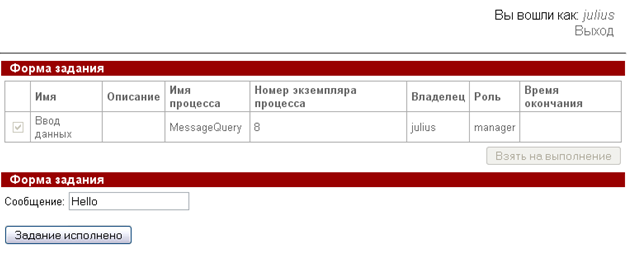 Вы вошли как: julius
Выход
Форма задания
Имя Описание Имя процесса Номер экземпляра процесса Владелец Роль Время окончания
Ввод данных MessageQuery 8 julius manager
Взять на выполнение
Форма задания
Сообщение: Hello
Задание исполнено